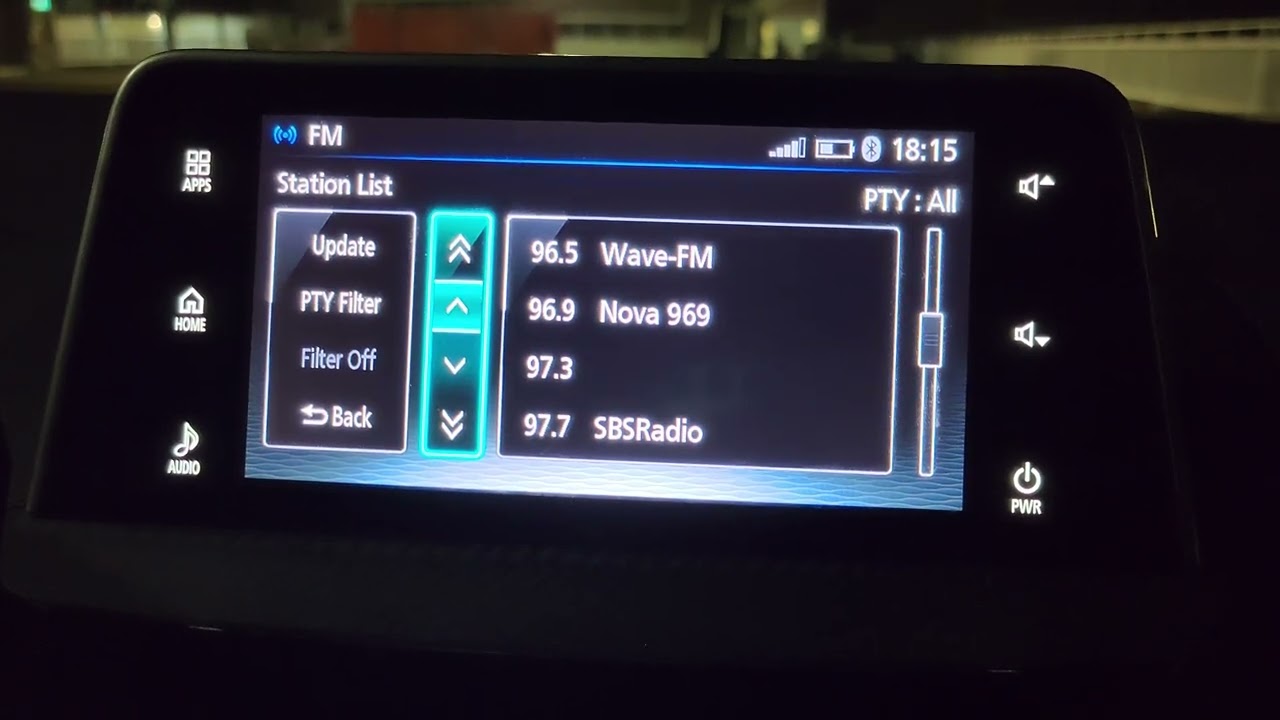 FM
18:15
Station List
PTY : All
Update
PTY Filter
Filter Off
Back
96.5 Wave-FM
96.9 Nova 969
97.3
97.7 SBSRadio
APPS
HOME
AUDIO
PWR